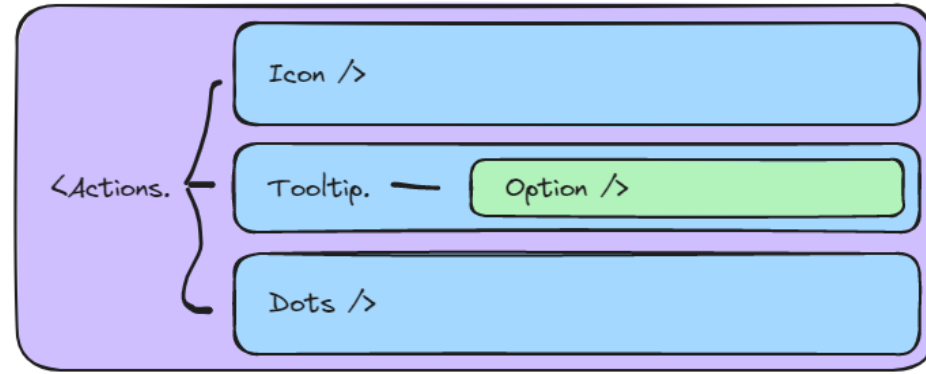 Icon />
<Actions.
Tooltip.
Option />
Dots />